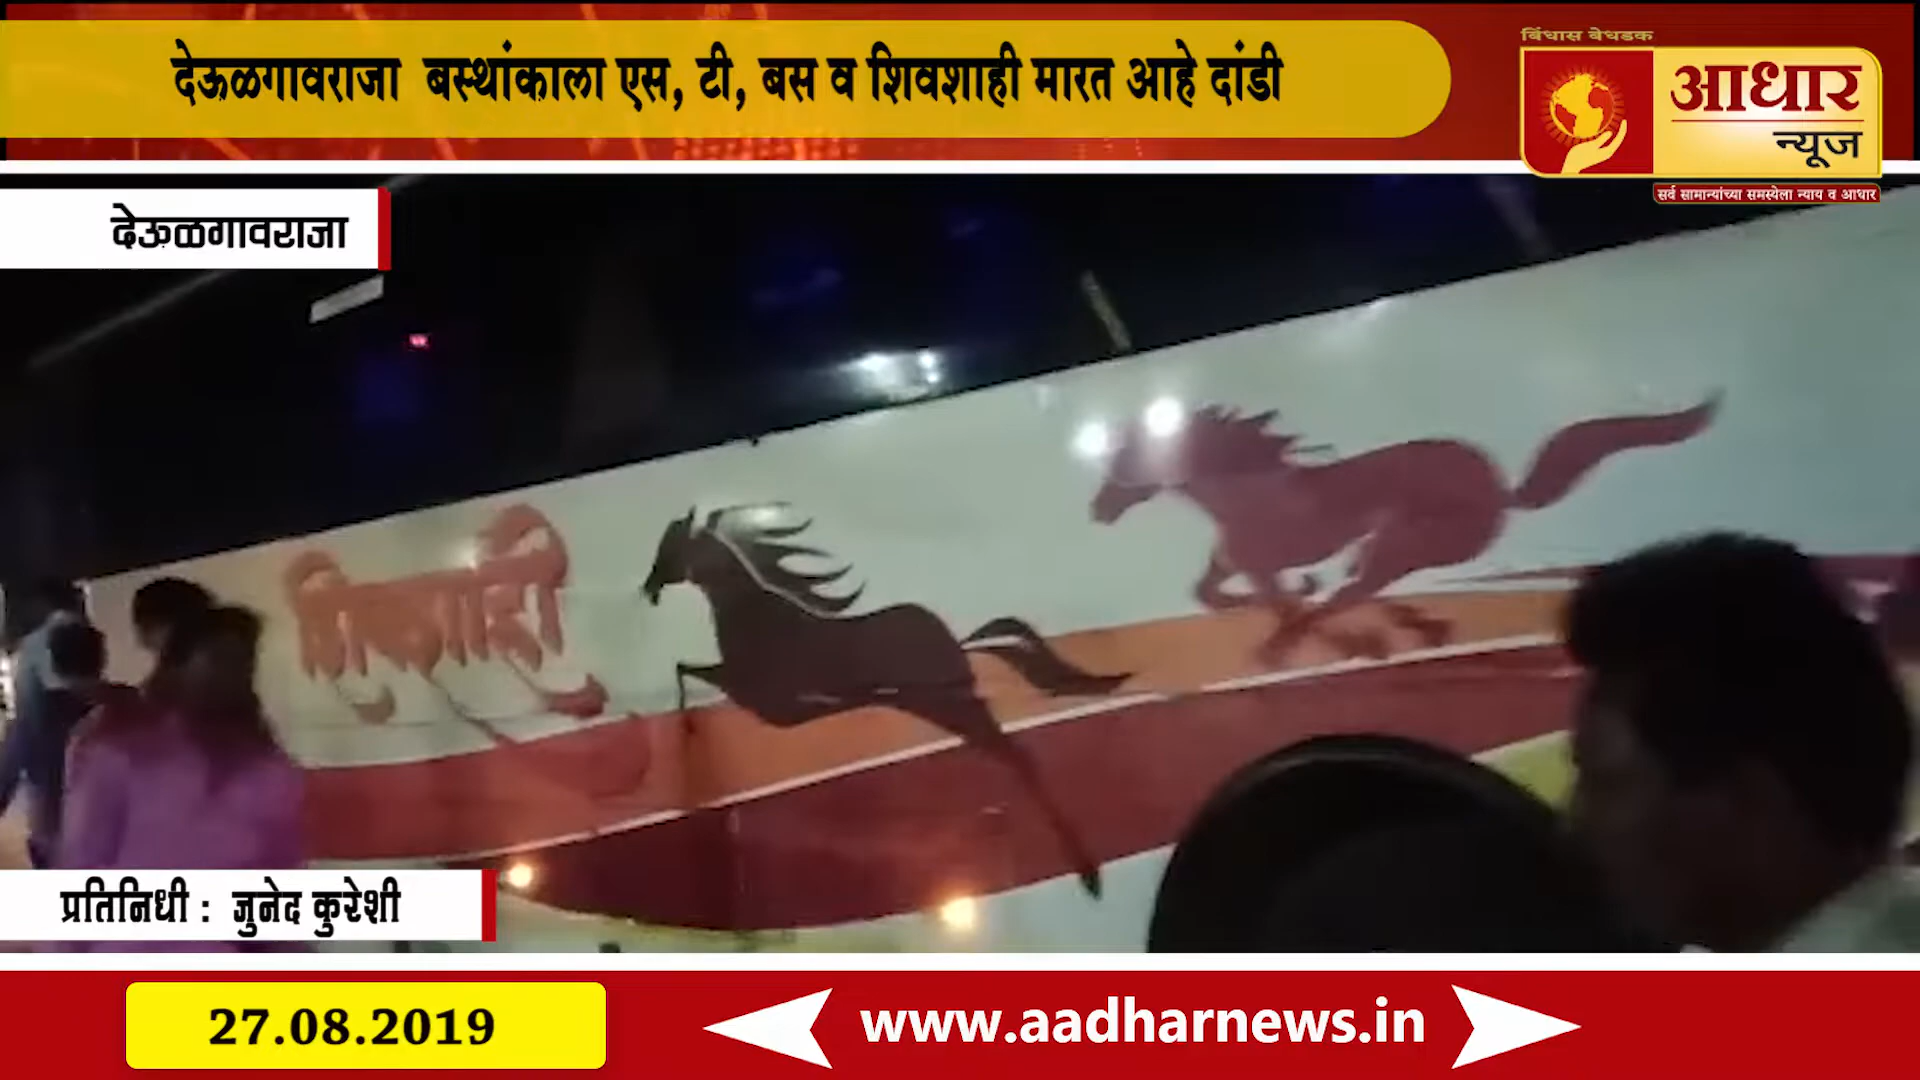 देऊळगावराजा बस्थांकाला एस, टी, बस व शिवशाही मारत आहे दांडी
बिंधास बेधडक
आधार
न्यूज
सर्व सामान्यांच्या समस्येला न्याय व आधार
देऊळगावराजा
शिवशाही
प्रतिनिधी : जुनेद कुरेशी
27.08.2019
www.aadharnews.in